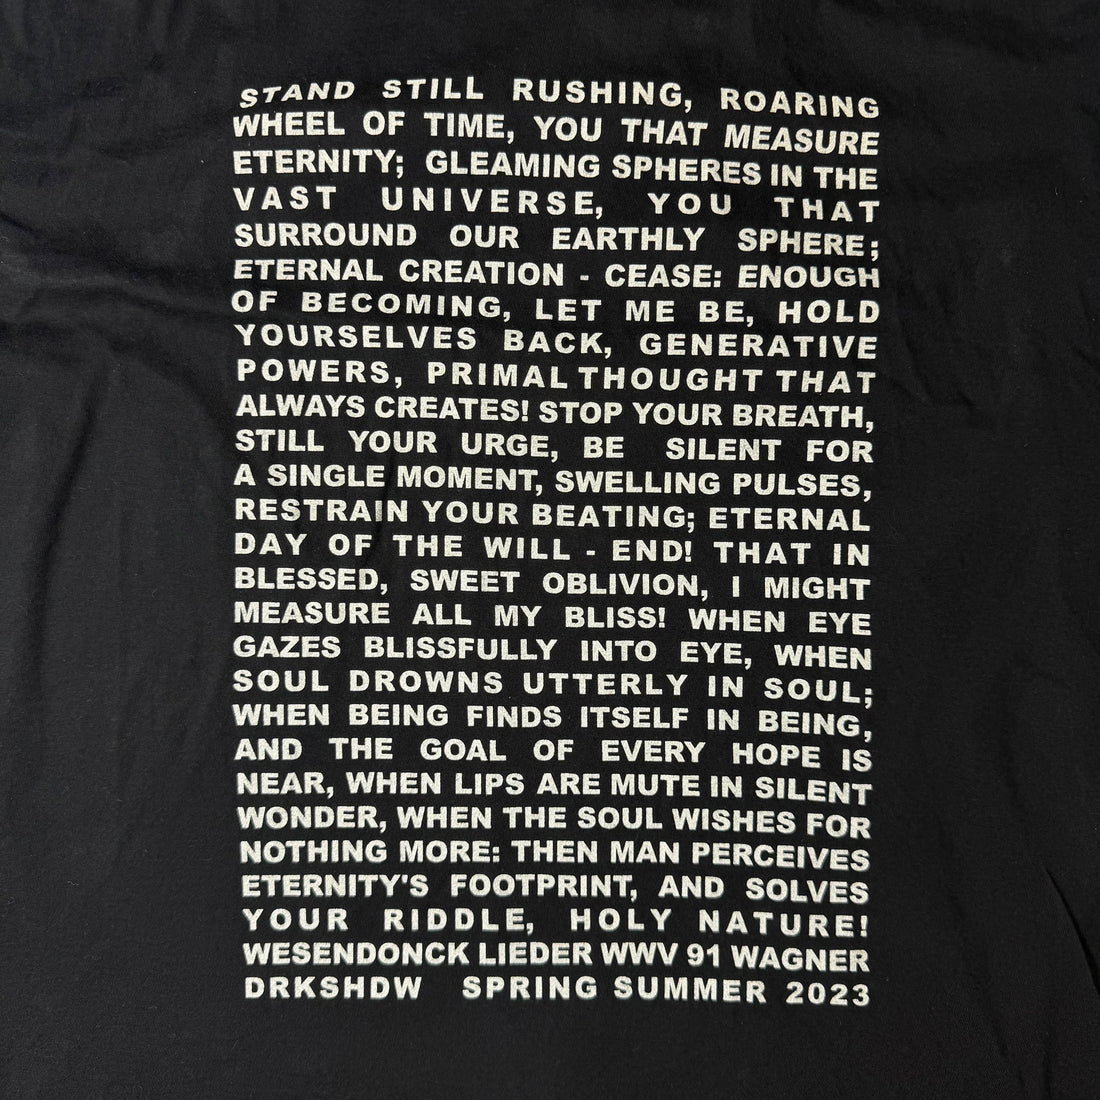 STAND STILL RUSHING, ROARING
WHEEL OF TIME, YOU THAT MEASURE
ETERNITY; GLEAMING SPHERES IN THE
VAST UNIVERSE, YOU THAT
SURROUND OUR EARTHLY SPHERE;
ETERNAL CREATION - CEASE: ENOUGH
OF BECOMING, LET ME BE, HOLD
YOURSELVES BACK, GENERATIVE
POWERS, PRIMAL THOUGHT THAT
ALWAYS CREATES! STOP YOUR BREATH,
STILL YOUR URGE, BE SILENT FOR
A SINGLE MOMENT, SWELLING PULSES,
RESTRAIN YOUR BEATING; ETERNAL
DAY OF THE WILL - END! THAT IN
BLESSED, SWEET OBLIVION, I MIGHT
MEASURE ALL MY BLISS! WHEN EYE
GAZES BLISSFULLY INTO EYE, WHEN
SOUL DROWNS UTTERLY IN SOUL;
WHEN BEING FINDS ITSELF IN BEING,
AND THE GOAL OF EVERY HOPE IS
NEAR, WHEN LIPS ARE MUTE IN SILENT
WONDER, WHEN THE SOUL WISHES FOR
NOTHING MORE: THEN MAN PERCEIVES
ETERNITY'S FOOTPRINT, AND SOLVES
YOUR RIDDLE, HOLY NATURE!
WESENDONCK LIEDER WWV 91 WAGNER
DRKSHDW SPRING SUMMER 2023